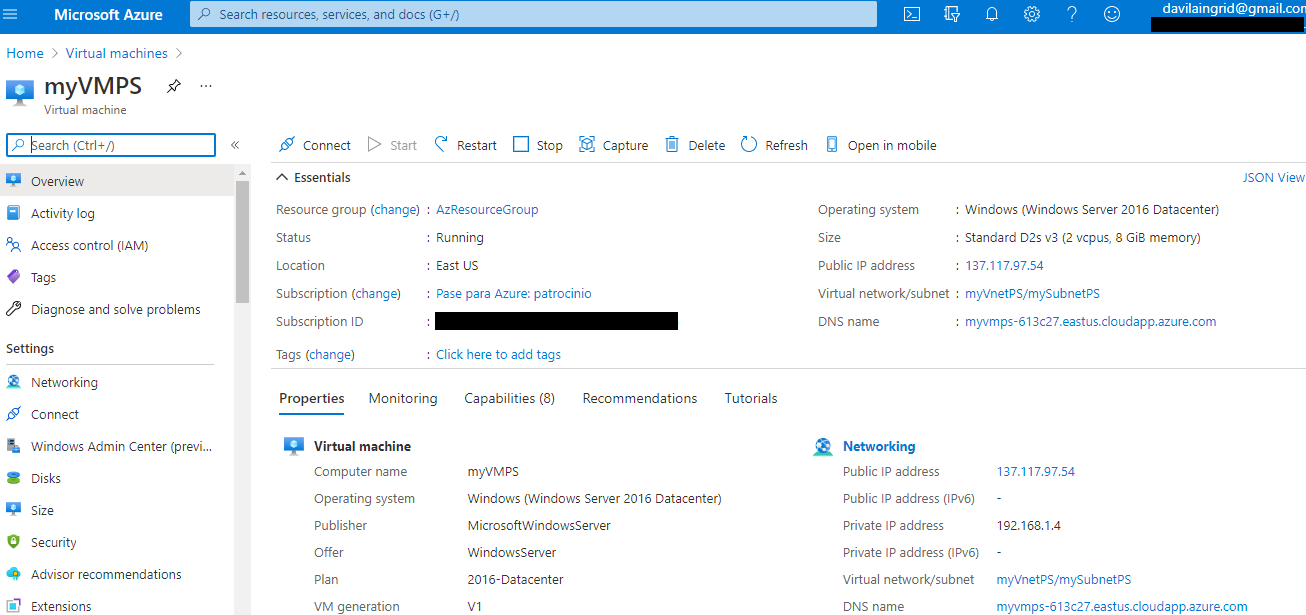 Microsoft Azure
Search resources, services, and docs (G+/)
davilaingrid@gmail.com
Home > Virtual machines >
myVMPS
...
Virtual machine
Search (Ctrl+/)
«
Connect Start Restart Stop Capture Delete Refresh Open in mobile
Overview
Activity log
Access control (IAM)
Tags
Diagnose and solve problems
Settings
Networking
Connect
Windows Admin Center (previ...
Disks
Size
Security
Advisor recommendations
Extensions
Essentials
JSON View
Resource group (change) : AzResourceGroup
Status : Running
Location : East US
Subscription (change) : Pase para Azure: patrocinio
Subscription ID :
Tags (change) : Click here to add tags
Operating system : Windows (Windows Server 2016 Datacenter)
Size : Standard D2s v3 (2 vcpus, 8 GiB memory)
Public IP address : 137.117.97.54
Virtual network/subnet : myVnetPS/mySubnetPS
DNS name : myvmps-613c27.eastus.cloudapp.azure.com
Properties Monitoring Capabilities (8) Recommendations Tutorials
Virtual machine
Computer name myVMPS
Operating system Windows (Windows Server 2016 Datacenter)
Publisher MicrosoftWindowsServer
Offer WindowsServer
Plan 2016-Datacenter
VM generation V1
Networking
Public IP address 137.117.97.54
Public IP address (IPv6) -
Private IP address 192.168.1.4
Private IP address (IPv6) -
Virtual network/subnet myVnetPS/mySubnetPS
DNS name myvmps-613c27.eastus.cloudapp.azure.com